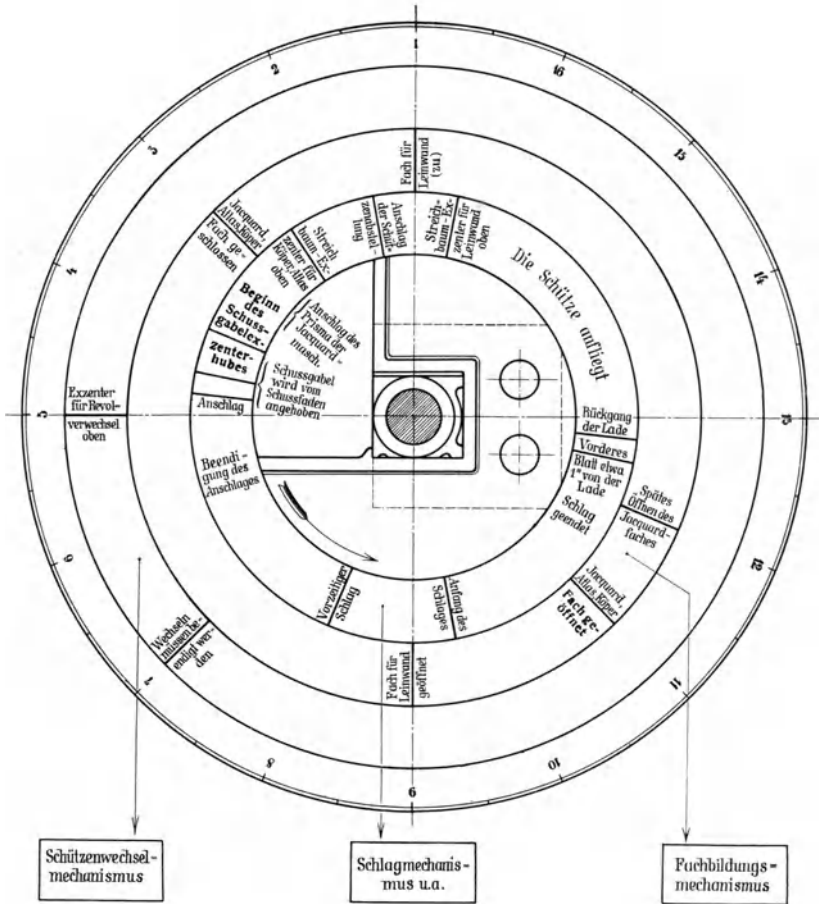 1
2
3
4
5
6
7
8
9
10
11
12
13
14
15
16
Fach für
Leinwand
(zu)
Jacquard
Atlas, Köper
Fach ge-
schlossen
Streich
baum-Ex-
zenter für
Köper, Atlas
oben
Anschlag
der Schuß-
zenabstel-
lung
Streich-
baum-Ex-
zenter für
Leinwand
oben
Die Schütze anfliegt
Beginn
des
Schuss-
gabelex-
zenter-
hubes
Anschlag des
Prisma der
Jacquard-
masch.
Schussgabel
wird vom
Schussfaden
angehoben
Exzenter
für Revol-
verwechsel
oben
Anschlag
Beendi-
gung des
Anschlages
Rückgang
der Lade
Vorderes
Blatt etwa
1" von der
Lade
Schlag
geendet
Spätes
Öffnen des
Jacquard-
faches
Jacquard,
Atlas, Köper
Fach ge-
öffnet
Vorzeitiger
Schlag
Anfang des
Schlages
Wechseln
müssen be-
endigt wer-
den
Fach für
Leinwand
geöffnet
Schützenwechsel-
mechanismus
Schlagmechanis-
mus u.a.
Fachbildungs-
mechanismus